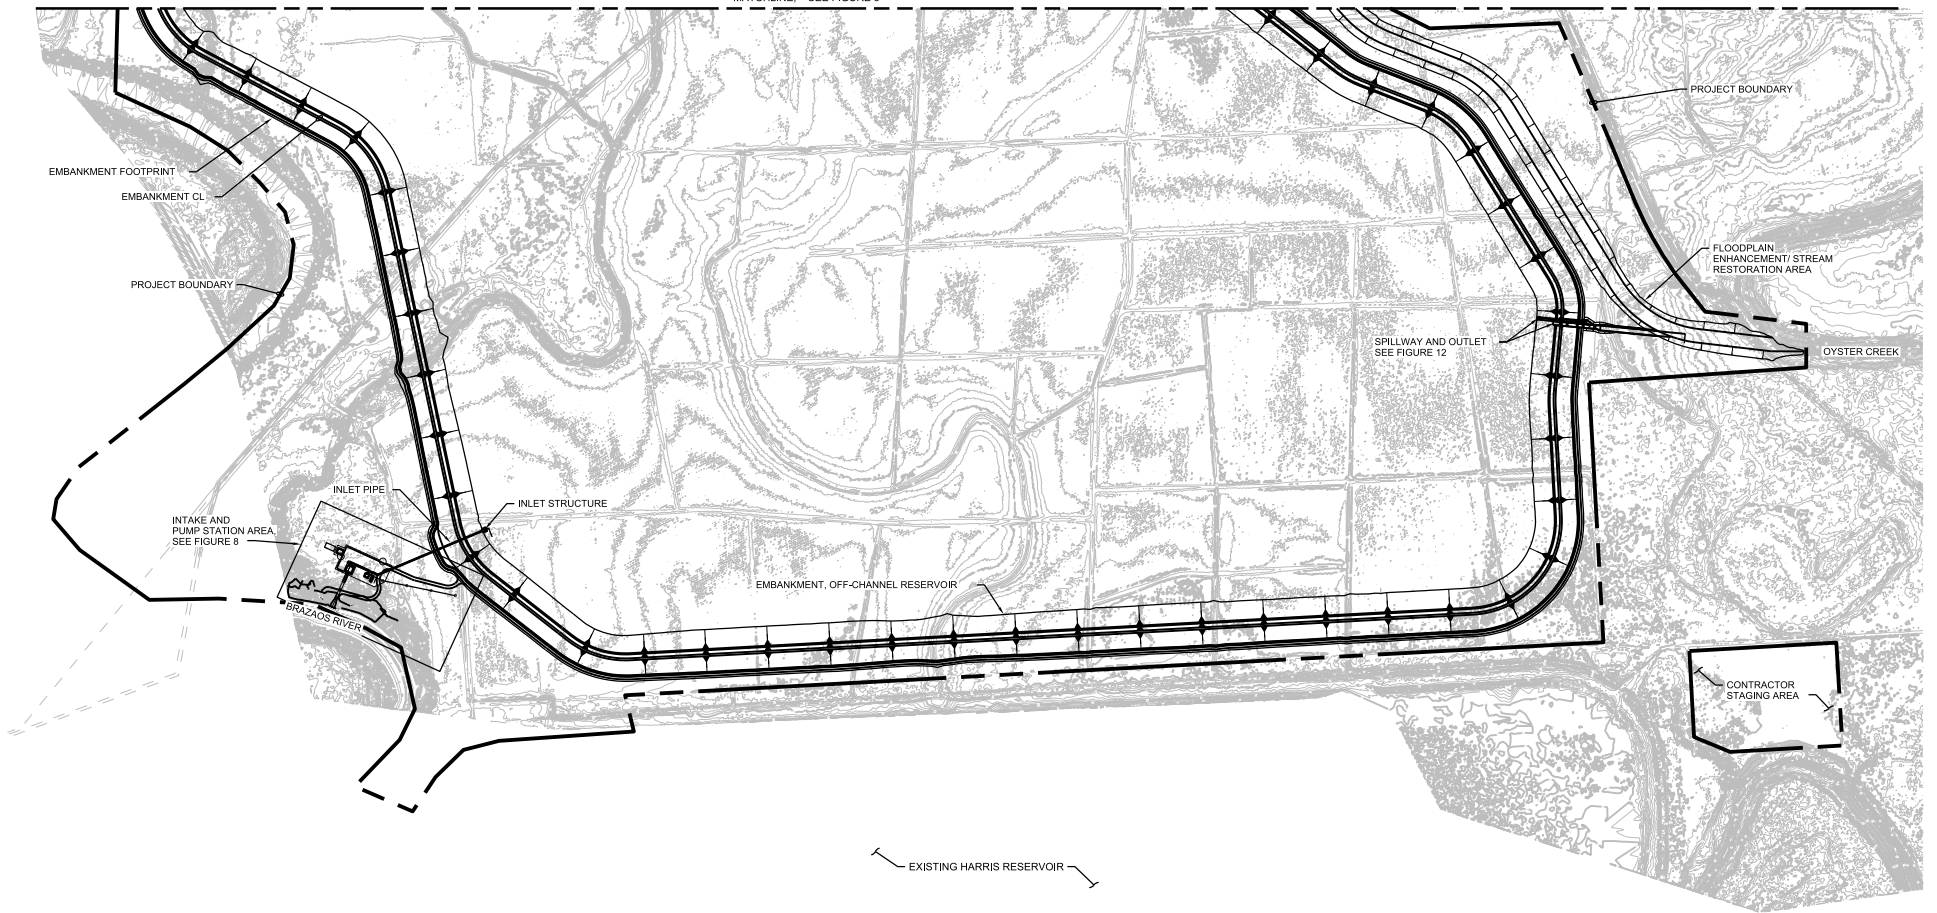 PROJECT BOUNDARY
EMBANKMENT FOOTPRINT
EMBANKMENT CL
FLOODPLAIN
ENHANCEMENT/ STREAM
RESTORATION AREA
PROJECT BOUNDARY
SPILLWAY AND OUTLET
SEE FIGURE 12
OYSTER CREEK
INLET PIPE
INLET STRUCTURE
INTAKE AND
PUMP STATION AREA,
SEE FIGURE 8
EMBANKMENT, OFF-CHANNEL RESERVOIR
BRAZAOS RIVER
CONTRACTOR
STAGING AREA
EXISTING HARRIS RESERVOIR